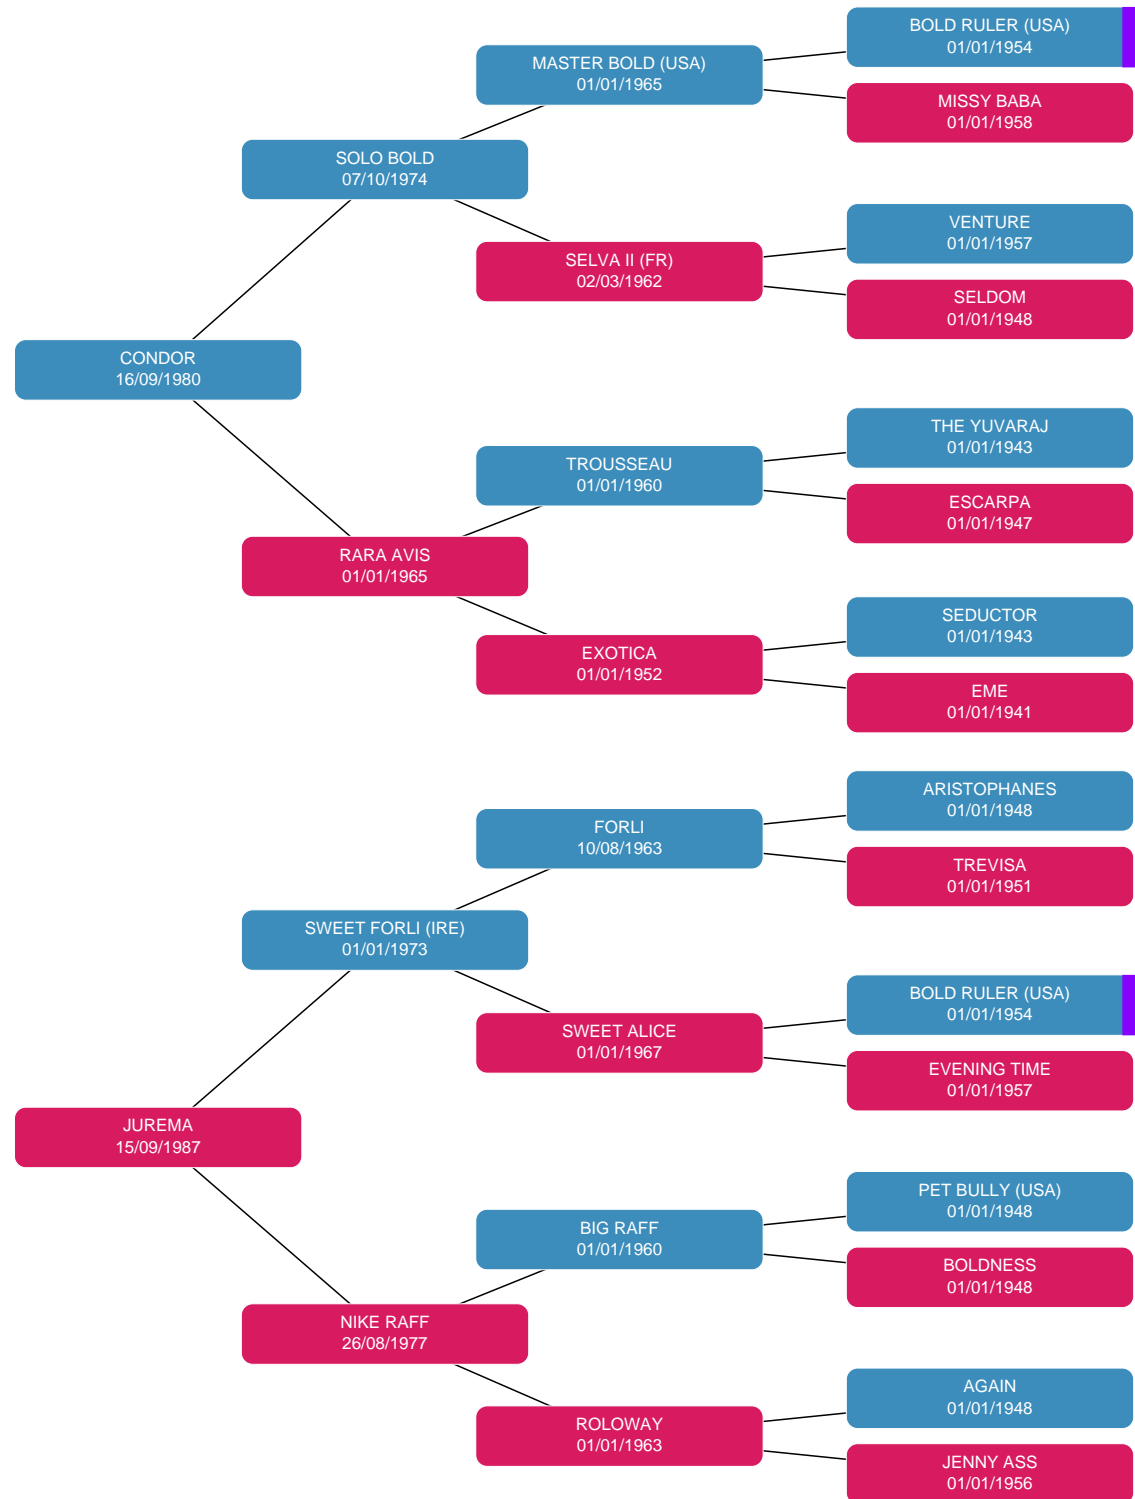 BOLD RULER (USA)
01/01/1954
MASTER BOLD (USA)
01/01/1965
MISSY BABA
01/01/1958
SOLO BOLD
07/10/1974
VENTURE
01/01/1957
SELVA II (FR)
02/03/1962
SELDOM
01/01/1948
CONDOR
16/09/1980
THE YUVARAJ
01/01/1943
TROUSSEAU
01/01/1960
ESCARPA
01/01/1947
RARA AVIS
01/01/1965
SEDUCTOR
01/01/1943
EXOTICA
01/01/1952
EME
01/01/1941
ARISTOPHANES
01/01/1948
FORLI
10/08/1963
TREVISA
01/01/1951
SWEET FORLI (IRE)
01/01/1973
BOLD RULER (USA)
01/01/1954
SWEET ALICE
01/01/1967
EVENING TIME
01/01/1957
JUREMA
15/09/1987
PET BULLY (USA)
01/01/1948
BIG RAFF
01/01/1960
BOLDNESS
01/01/1948
NIKE RAFF
26/08/1977
AGAIN
01/01/1948
ROLOWAY
01/01/1963
JENNY ASS
01/01/1956